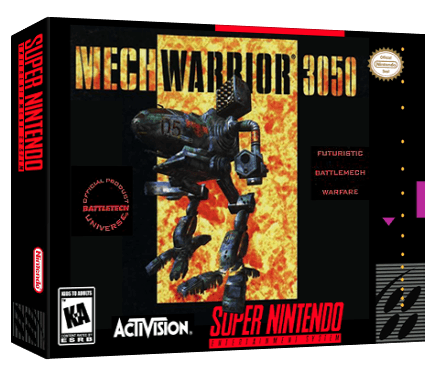 SUPER NINTENDO
Nintendo
MECHWARRIOR® 3050
Official
Nintendo
Seal
D5
FUTURISTIC
BATTLEMECH
WARFARE
OFFICIAL PRODUCT
BATTLETECH
UNIVERSE
KIDS TO ADULTS
KA
ESRB
ACTIVISION®
SUPER NINTENDO
ENTERTAINMENT SYSTEM